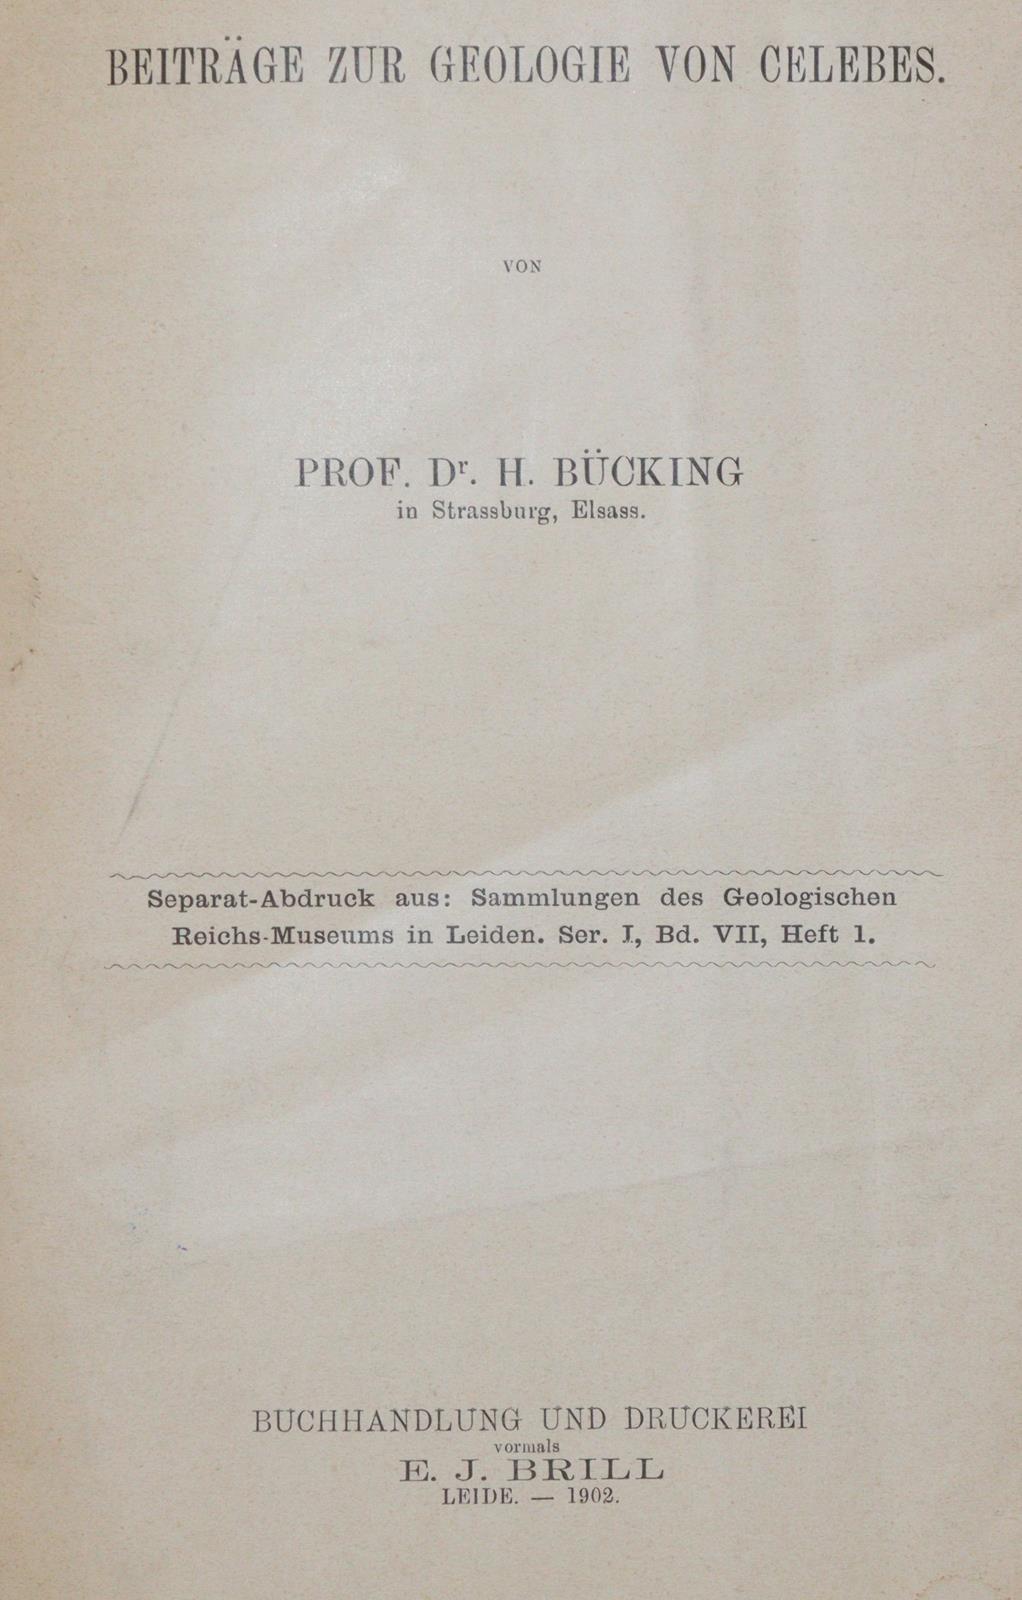 BEITRÄGE ZUR GEOLOGIE VON CELEBES.
VON
PROF. Dr. H. BÜCKING
in Strassburg, Elsass.
Separat-Abdruck aus: Sammlungen des Geologischen
Reichs-Museums in Leiden. Ser. I, Bd. VII, Heft 1.
BUCHHANDLUNG UND DRUCKEREI
vormals
E. J. BRILL
LEIDE. — 1902.